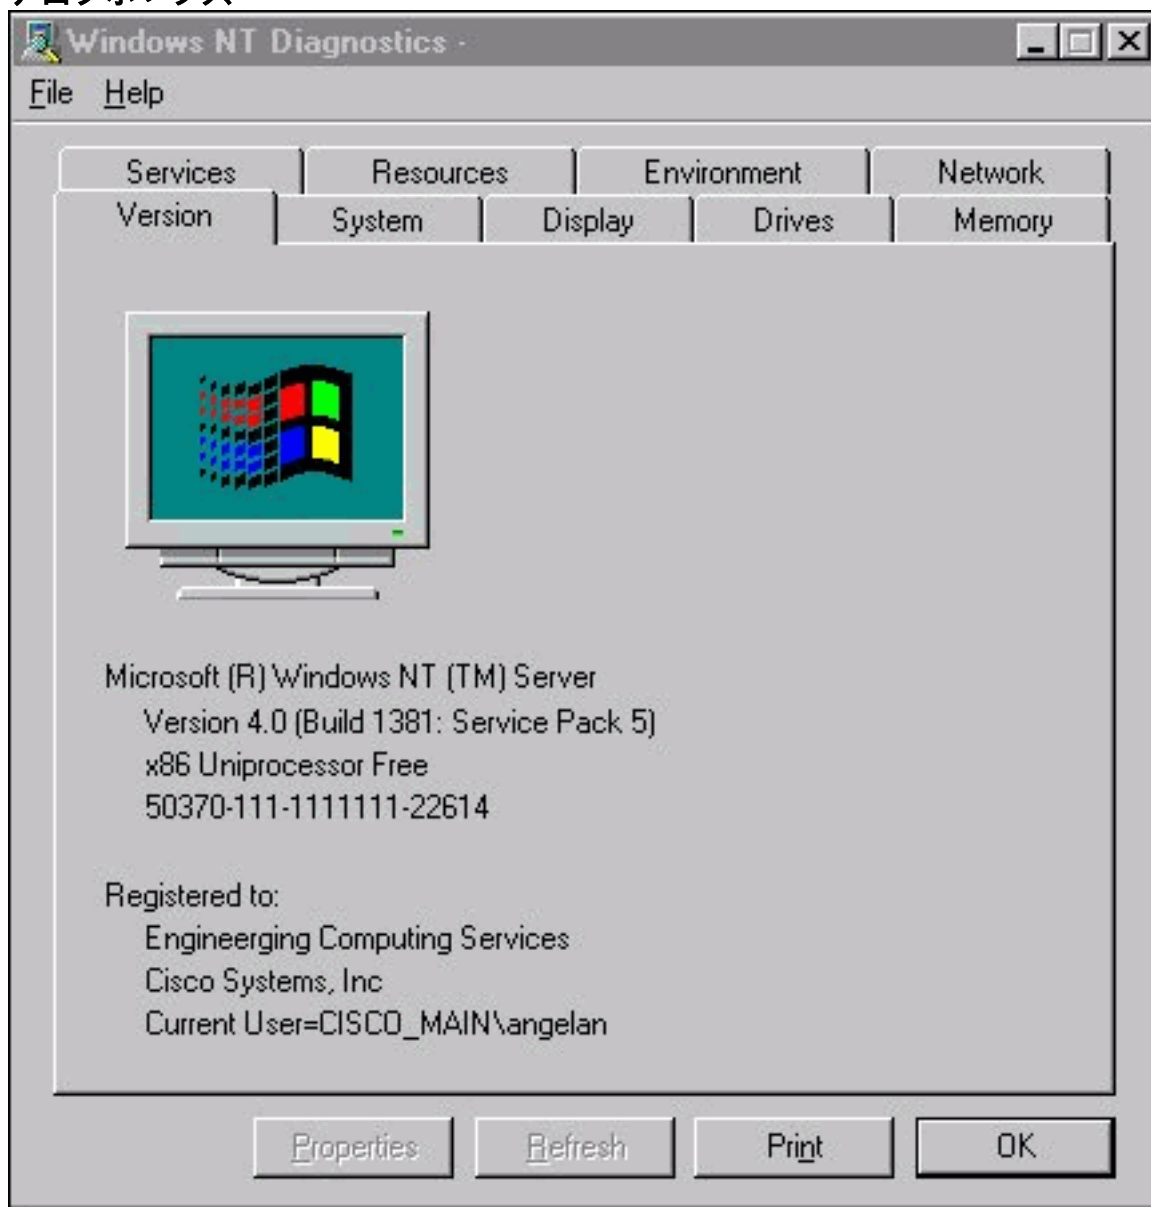 Windows NT Diagnostics -
File Help
Services Resources Environment Network
Version System Display Drives Memory
Microsoft (R) Windows NT (TM) Server
Version 4.0 (Build 1381: Service Pack 5)
x86 Uniprocessor Free
50370-111-1111111-22614
Registered to:
Engineerging Computing Services
Cisco Systems, Inc
Current User=CISCO_MAIN\angelan
Properties Refresh Print OK